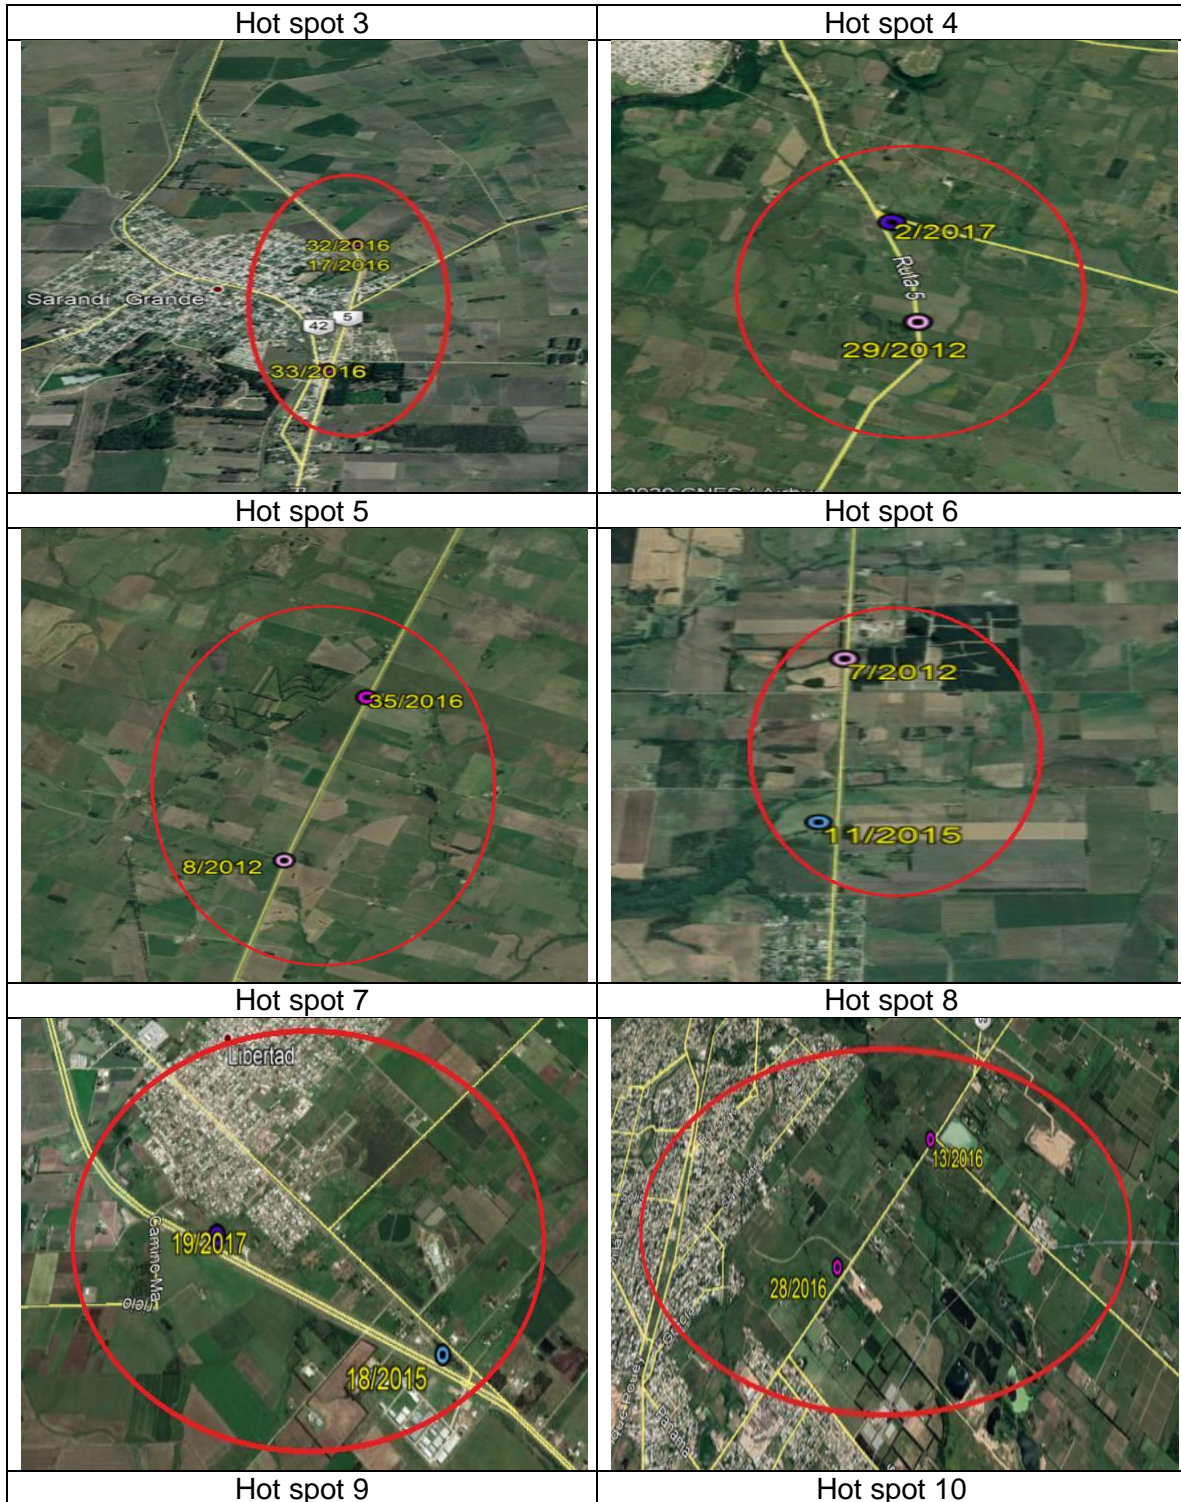 Hot spot 3
Hot spot 4
32/2016
17/2016
Sarandí Grande
5
42
33/2016
2/2017
Ruta 5
29/2012
Hot spot 5
Hot spot 6
35/2016
8/2012
7/2012
11/2015
Hot spot 7
Hot spot 8
Libertad
19/2017
18/2015
13/2016
28/2016
Hot spot 9
Hot spot 10